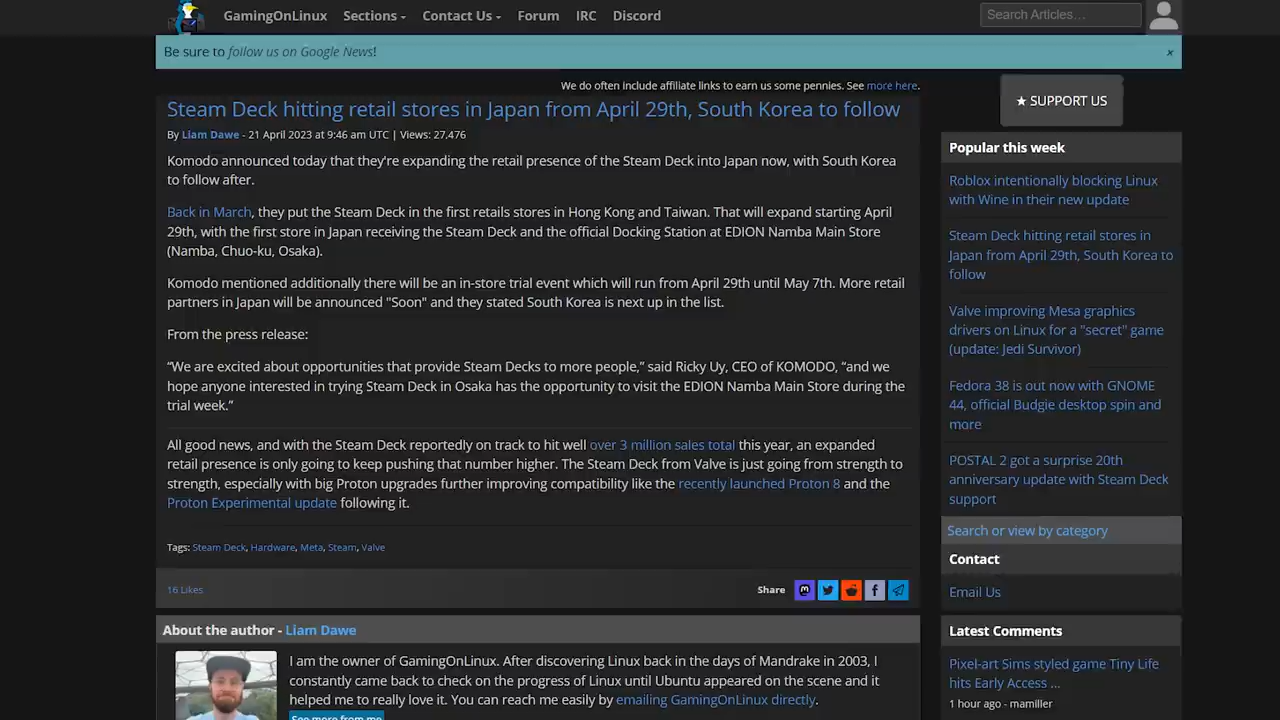 GamingOnLinux Sections Contact Us Forum IRC Discord Search Articles...
Be sure to follow us on Google News! ×
We do often include affiliate links to earn us some pennies. See more here.
Steam Deck hitting retail stores in Japan from April 29th, South Korea to follow
By Liam Dawe - 21 April 2023 at 9:46 am UTC | Views: 27,476
Komodo announced today that they're expanding the retail presence of the Steam Deck into Japan now, with South Korea
to follow after.
Back in March, they put the Steam Deck in the first retails stores in Hong Kong and Taiwan. That will expand starting April
29th, with the first store in Japan receiving the Steam Deck and the official Docking Station at EDION Namba Main Store
(Namba, Chuo-ku, Osaka).
Komodo mentioned additionally there will be an in-store trial event which will run from April 29th until May 7th. More retail
partners in Japan will be announced "Soon" and they stated South Korea is next up in the list.
From the press release:
“We are excited about opportunities that provide Steam Decks to more people,” said Ricky Uy, CEO of KOMODO, “and we
hope anyone interested in trying Steam Deck in Osaka has the opportunity to visit the EDION Namba Main Store during the
trial week.”
All good news, and with the Steam Deck reportedly on track to hit well over 3 million sales total this year, an expanded
retail presence is only going to keep pushing that number higher. The Steam Deck from Valve is just going from strength to
strength, especially with big Proton upgrades further improving compatibility like the recently launched Proton 8 and the
Proton Experimental update following it.
Tags: Steam Deck, Hardware, Meta, Steam, Valve
16 Likes Share
About the author - Liam Dawe
I am the owner of GamingOnLinux. After discovering Linux back in the days of Mandrake in 2003, I
constantly came back to check on the progress of Linux until Ubuntu appeared on the scene and it
helped me to really love it. You can reach me easily by emailing GamingOnLinux directly.
See more from me
★ SUPPORT US
Popular this week
Roblox intentionally blocking Linux
with Wine in their new update
Steam Deck hitting retail stores in
Japan from April 29th, South Korea to
follow
Valve improving Mesa graphics
drivers on Linux for a "secret" game
(update: Jedi Survivor)
Fedora 38 is out now with GNOME
44, official Budgie desktop spin and
more
POSTAL 2 got a surprise 20th
anniversary update with Steam Deck
support
Search or view by category
Contact
Email Us
Latest Comments
Pixel-art Sims styled game Tiny Life
hits Early Access ...
1 hour ago - mamiller